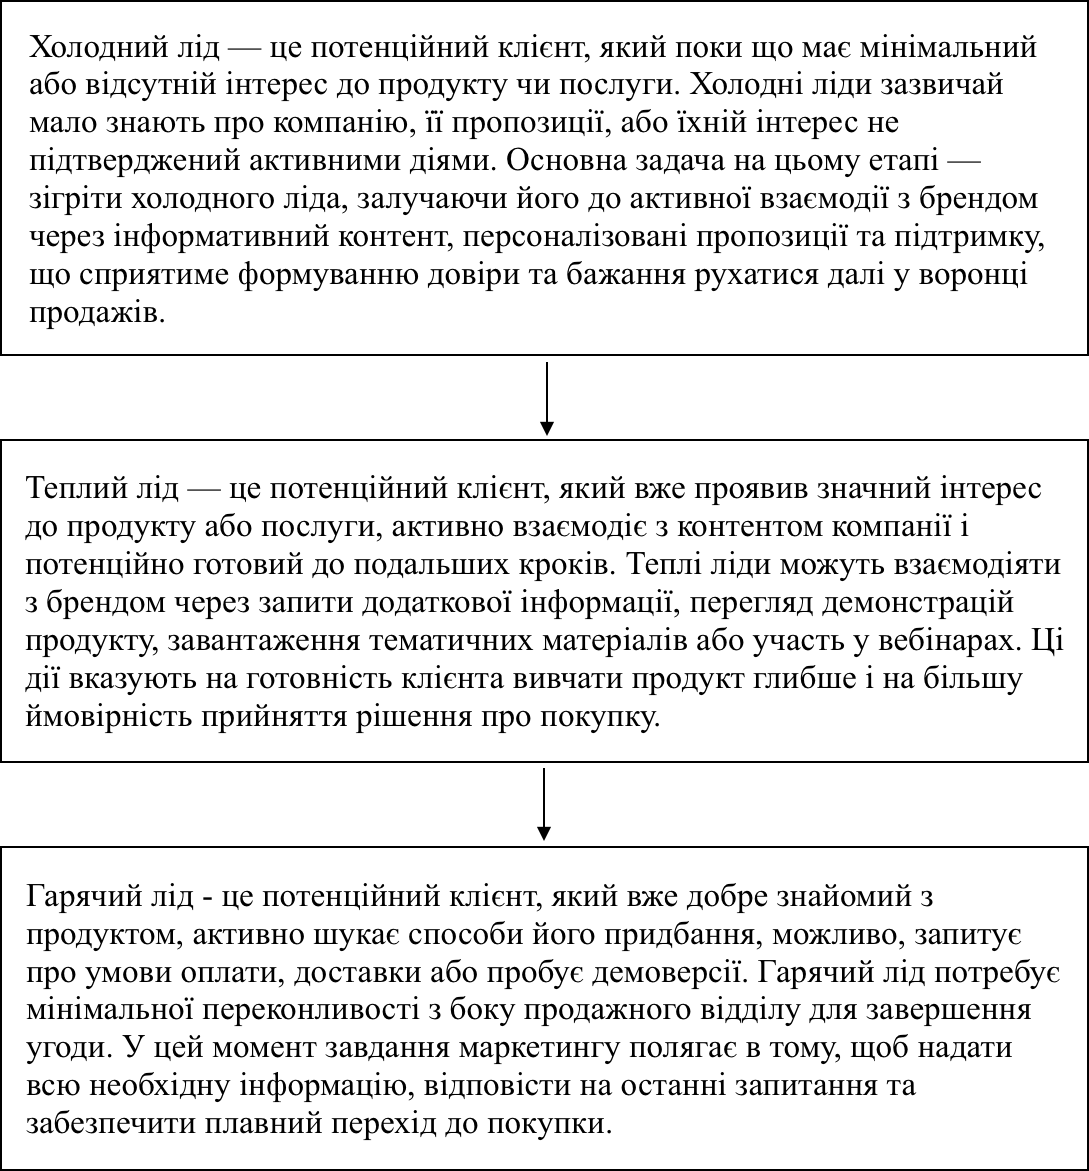 Холодний лід — це потенційний клієнт, який поки що має мінімальний
або відсутній інтерес до продукту чи послуги. Холодні ліди зазвичай
мало знають про компанію, її пропозиції, або їхній інтерес не
підтверджений активними діями. Основна задача на цьому етапі —
зігріти холодного ліда, залучаючи його до активної взаємодії з брендом
через інформативний контент, персоналізовані пропозиції та підтримку,
що сприятиме формуванню довіри та бажання рухатися далі у воронці
продажів.
Теплий лід — це потенційний клієнт, який вже проявив значний інтерес
до продукту або послуги, активно взаємодіє з контентом компанії і
потенційно готовий до подальших кроків. Теплі ліди можуть взаємодіяти
з брендом через запити додаткової інформації, перегляд демонстрацій
продукту, завантаження тематичних матеріалів або участь у вебінарах. Ці
дії вказують на готовність клієнта вивчати продукт глибше і на більшу
ймовірність прийняття рішення про покупку.
Гарячий лід - це потенційний клієнт, який вже добре знайомий з
продуктом, активно шукає способи його придбання, можливо, запитує
про умови оплати, доставки або пробує демоверсії. Гарячий лід потребує
мінімальної переконливості з боку продажного відділу для завершення
угоди. У цей момент завдання маркетингу полягає в тому, щоб надати
всю необхідну інформацію, відповісти на останні запитання та
забезпечити плавний перехід до покупки.